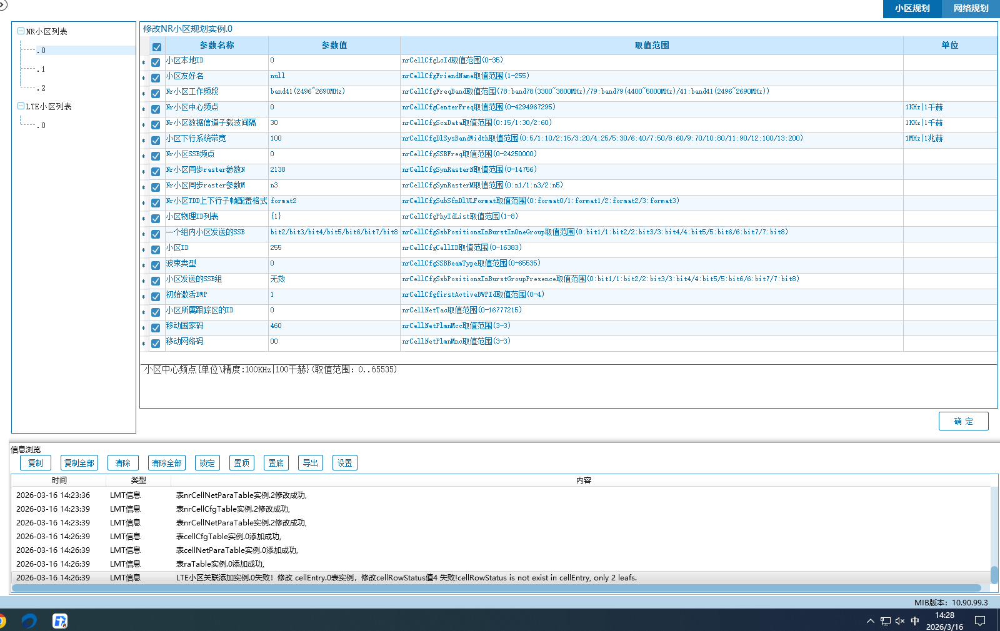 小区规划 网络规划
NR小区列表
.0
.1
.2
LTE小区列表
.0
修改NR小区规划实例.0
参数名称 参数值 取值范围 单位
* 小区本地ID 0 nrCellCfgLcId取值范围(0-35)
* 小区友好名 null nrCellCfgFriendName取值范围(1-255)
* Nr小区工作频段 band41(2496~2690MHz) nrCellCfgFreqBand取值范围(78:band78(3300~3800MHz)/79:band79(4400~5000MHz)/41:band41(2496~2690MHz))
* Nr小区中心频点 0 nrCellCfgCenterFreq取值范围(0-4294967295) 1KHz|1千赫
* Nr小区数据信道子载波间隔 30 nrCellCfgScsData取值范围(0:15/1:30/2:60) 1KHz|1千赫
* 小区下行系统带宽 100 nrCellCfgDlSysBandWidth取值范围(0:5/1:10/2:15/3:20/4:25/5:30/6:40/7:50/8:60/9:70/10:80/11:90/12:100/13:200) 1MHz|1兆赫
* Nr小区SSB频点 0 nrCellCfgSSBFreq取值范围(0-24250000)
* Nr小区同步raster参数N 2138 nrCellCfgSynRasterN取值范围(0-14756)
* Nr小区同步raster参数M n3 nrCellCfgSynRasterM取值范围(0:n1/1:n3/2:n5)
* Nr小区TDD上下行子帧配置格式 format2 nrCellCfgSubSfnDlULFormat取值范围(0:format0/1:format1/2:format2/3:format3)
* 小区物理ID列表 {1} nrCellCfgPhyIdList取值范围(1-8)
* 一个组内小区发送的SSB bit2/bit3/bit4/bit5/bit6/bit7/bit8 nrCellCfgSsbPositionsInBurstInOneGroup取值范围(0:bit1/1:bit2/2:bit3/3:bit4/4:bit5/5:bit6/6:bit7/7:bit8)
* 小区ID 255 nrCellCfgCellID取值范围(0-16383)
* 波束类型 0 nrCellCfgSSBBeamType取值范围(0-65535)
* 小区发送的SSB组 无效 nrCellCfgSsbPositionsInBurstGroupPresence取值范围(0:bit1/1:bit2/2:bit3/3:bit4/4:bit5/5:bit6/6:bit7/7:bit8)
* 初始激活BWP 1 nrCellCfgfirstActiveBWPId取值范围(0-4)
* 小区所属跟踪区的ID 0 nrCellNetTac取值范围(0-16777215)
* 移动国家码 460 nrCellNetPlmnMcc取值范围(3-3)
* 移动网络码 00 nrCellNetPlmnMnc取值范围(3-3)
小区中心频点{单位\精度:100KHz|100千赫}(取值范围: 0..65535)
确 定
信息浏览
复制 复制全部 清除 清除全部 锁定 置顶 置底 导出 设置
时间 类型 内容
2026-03-16 14:23:36 LMT信息 表nrCellNetParaTable实例.2修改成功,
2026-03-16 14:23:39 LMT信息 表nrCellCfgTable实例.2修改成功,
2026-03-16 14:23:39 LMT信息 表nrCellNetParaTable实例.2修改成功,
2026-03-16 14:26:39 LMT信息 表cellCfgTable实例.0添加成功,
2026-03-16 14:26:39 LMT信息 表cellNetParaTable实例.0添加成功,
2026-03-16 14:26:39 LMT信息 表raTable实例.0添加成功,
2026-03-16 14:26:39 LMT信息 LTE小区关联添加实例.0失败！修改 cellEntry.0表实例，修改cellRowStatus值4 失败!cellRowStatus is not exist in cellEntry, only 2 leafs.
MIB版本：10.90.99.3
中 14:28
2026/3/16